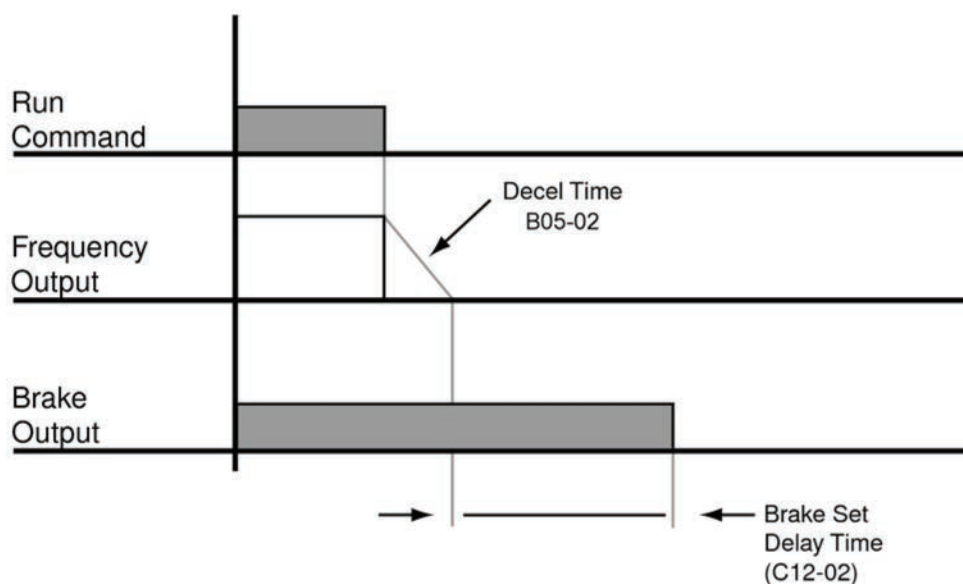 Run
Command
Decel Time
B05-02
Frequency
Output
Brake
Output
Brake Set
Delay Time
(C12-02)